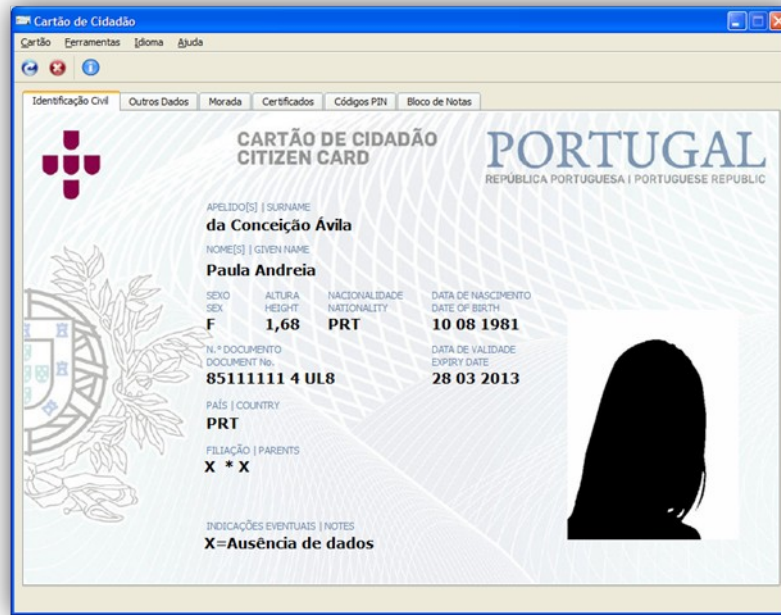 Cartão de Cidadão
Cartão Ferramentas Idioma Ajuda
Identificação Civil Outros Dados Morada Certificados Códigos PIN Bloco de Notas
CARTÃO DE CIDADÃO
CITIZEN CARD
PORTUGAL
REPÚBLICA PORTUGUESA | PORTUGUESE REPUBLIC
APELIDO[S] | SURNAME
da Conceição Ávila
NOME[S] | GIVEN NAME
Paula Andreia
SEXO ALTURA NACIONALIDADE DATA DE NASCIMENTO
SEX HEIGHT NATIONALITY DATE OF BIRTH
F 1,68 PRT 10 08 1981
N.º DOCUMENTO DATA DE VALIDADE
DOCUMENT No. EXPIRY DATE
85111111 4 UL8 28 03 2013
PAÍS | COUNTRY
PRT
FILIAÇÃO | PARENTS
X * X
INDICAÇÕES EVENTUAIS | NOTES
X=Ausência de dados